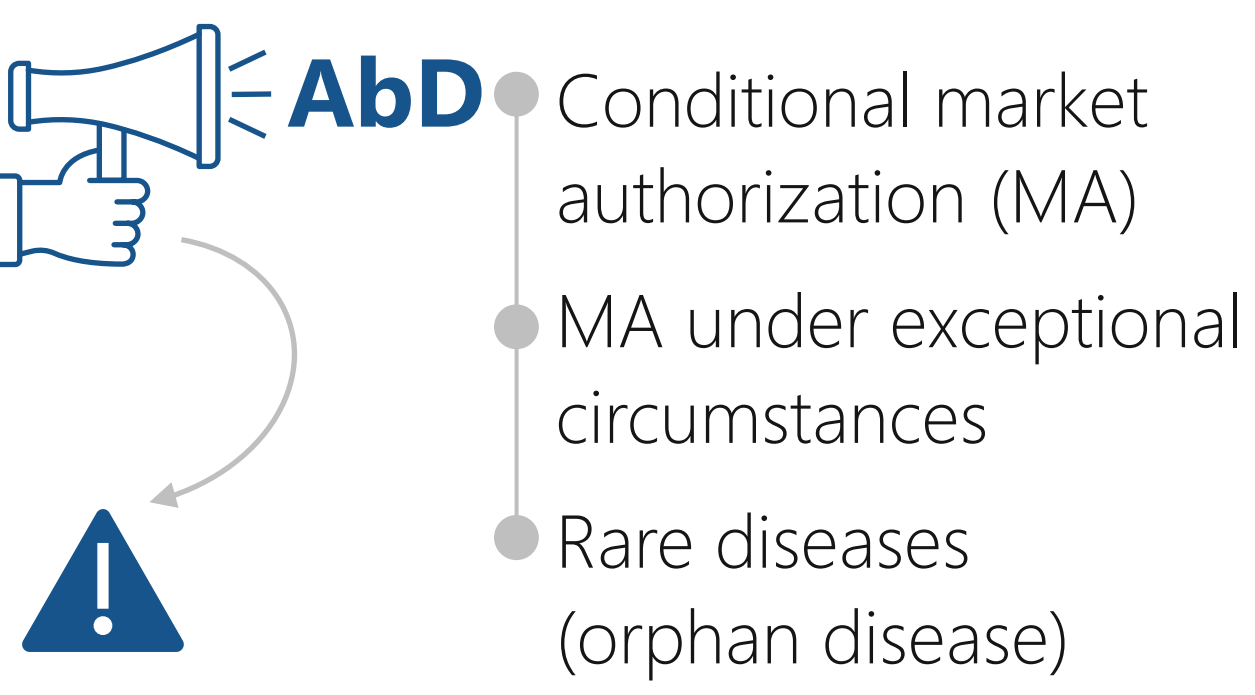 AbD
Conditional market
authorization (MA)
MA under exceptional
circumstances
Rare diseases
(orphan disease)